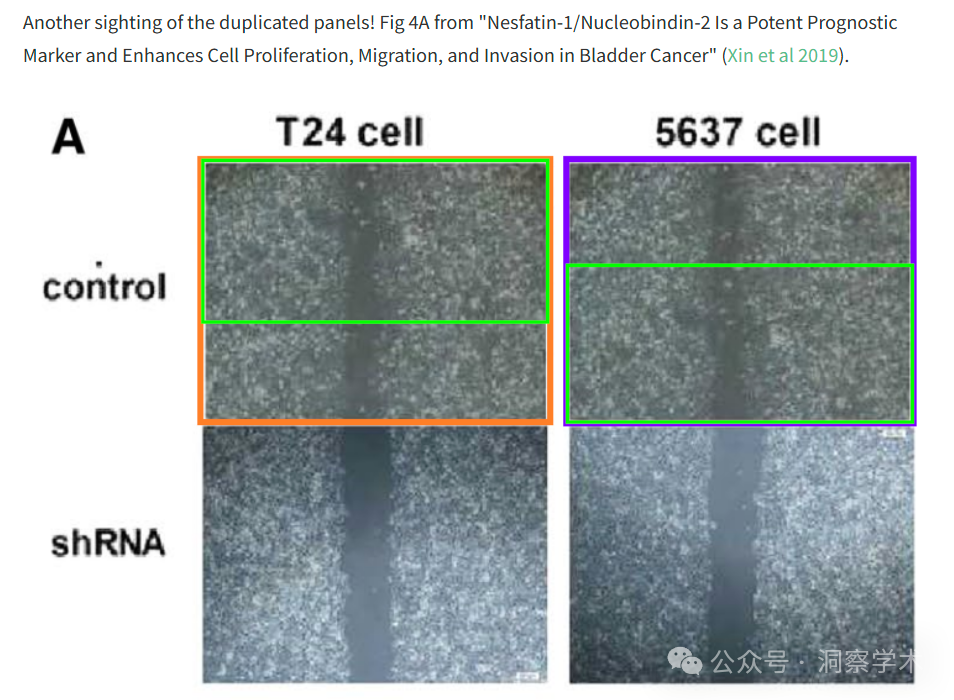 Another sighting of the duplicated panels! Fig 4A from "Nesfatin-1/Nucleobindin-2 Is a Potent Prognostic
Marker and Enhances Cell Proliferation, Migration, and Invasion in Bladder Cancer" (Xin et al 2019).
A
T24 cell
5637 cell
control
shRNA
公众号 · 洞察学术